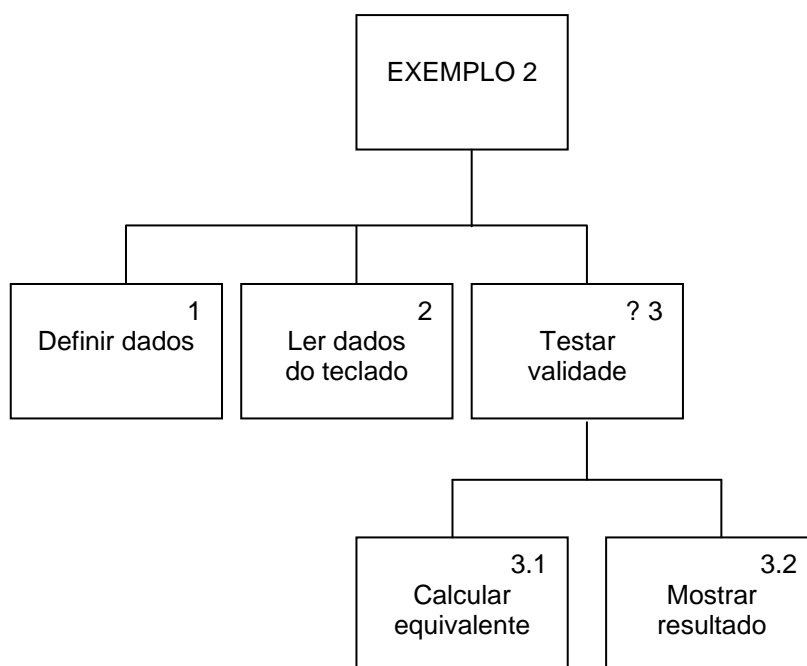 EXEMPLO 2
1
Definir dados
2
Ler dados
do teclado
? 3
Testar
validade
3.1
Calcular
equivalente
3.2
Mostrar
resultado